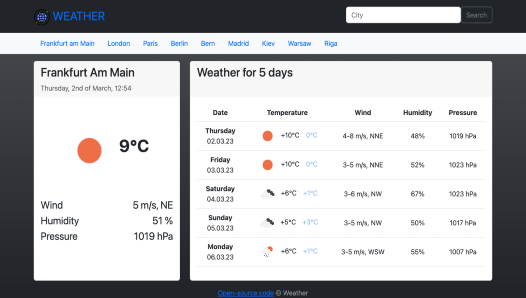 WEATHER
City
Search
Frankfurt am Main London Paris Berlin Bern Madrid Kiev Warsaw Riga
Frankfurt Am Main
Thursday, 2nd of March, 12:54
9°C
Wind 5 m/s, NE
Humidity 51 %
Pressure 1019 hPa
Weather for 5 days
Date Temperature Wind Humidity Pressure
Thursday
02.03.23 +10°C 0°C 4-8 m/s, NNE 48% 1019 hPa
Friday
03.03.23 +10°C 0°C 3-5 m/s, NNE 52% 1023 hPa
Saturday
04.03.23 +6°C +1°C 3-6 m/s, NW 67% 1023 hPa
Sunday
05.03.23 +5°C +3°C 3-5 m/s, NW 50% 1017 hPa
Monday
06.03.23 +6°C +1°C 3-5 m/s, WSW 55% 1007 hPa
Open-source code © Weather